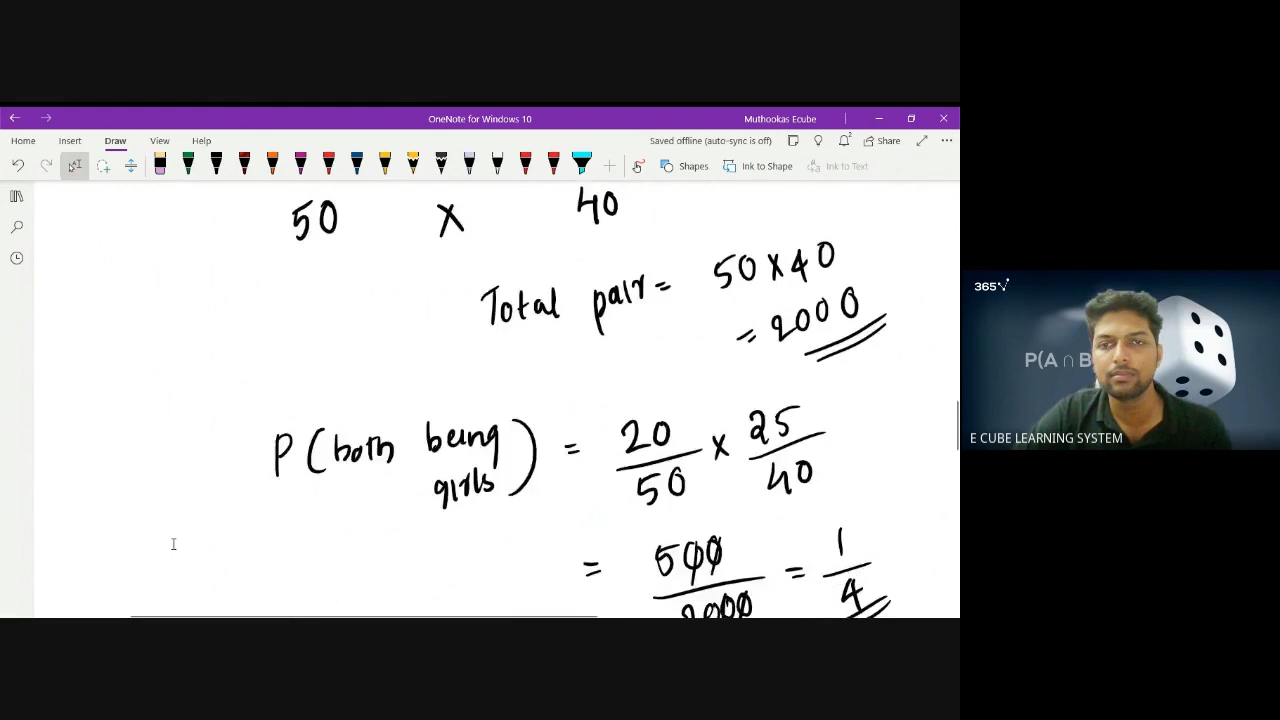 OneNote for Windows 10
Muthookas Ecube
Home Insert Draw View Help
Saved offline (auto-sync is off)
Share
Shapes
Ink to Shape
Ink to Text
50 X 40
Total pair = 50 X 40
= 2000
P(both being girls) = 20/50 x 25/40
= 500/2000 = 1/4
365
P(A ∩ B
E CUBE LEARNING SYSTEM